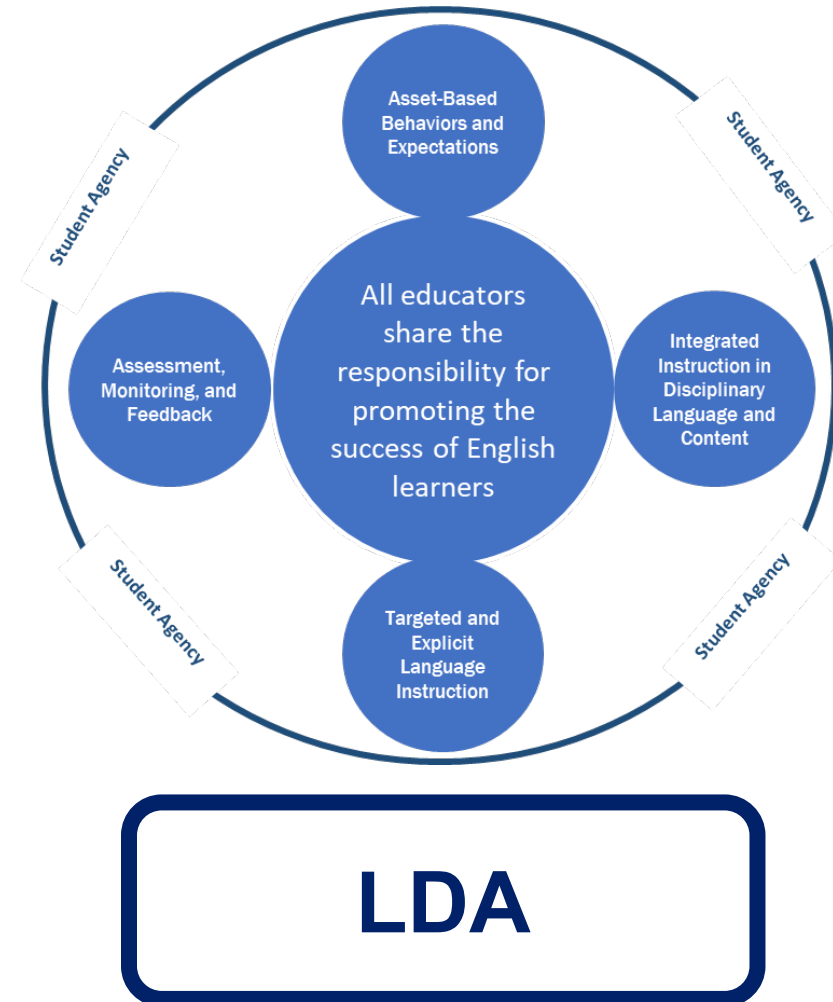 Asset-Based
Behaviors and
Expectations
Student Agency
Student Agency
All educators
share the
responsibility for
promoting the
success of English
learners
Assessment,
Monitoring, and
Feedback
Integrated
Instruction in
Disciplinary
Language and
Content
Student Agency
Student Agency
Targeted and
Explicit
Language
Instruction
LDA